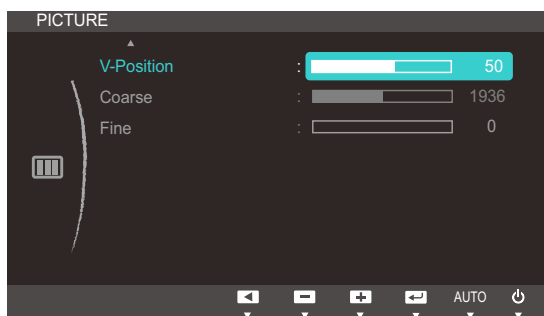 PICTURE
V-Position : 50
Coarse : 1936
Fine : 0
AUTO